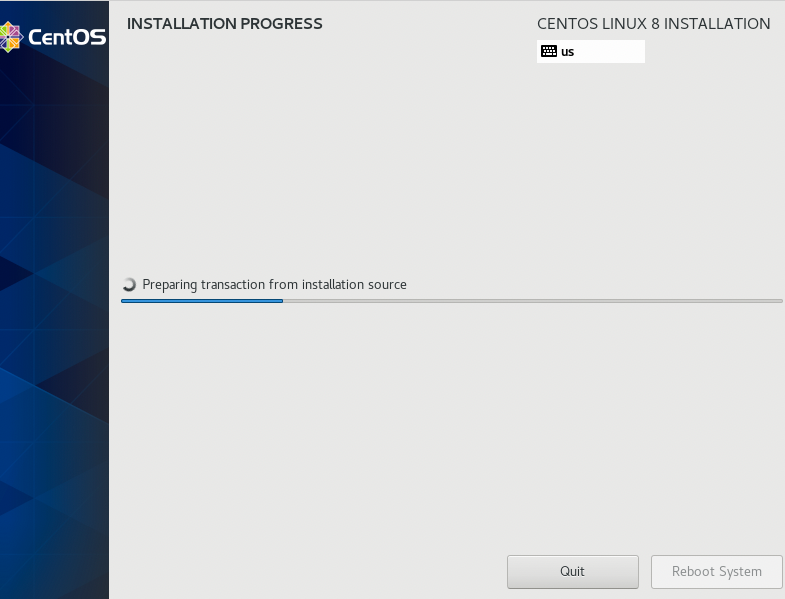 CentOS
INSTALLATION PROGRESS
CENTOS LINUX 8 INSTALLATION
us
Preparing transaction from installation source
Quit
Reboot System